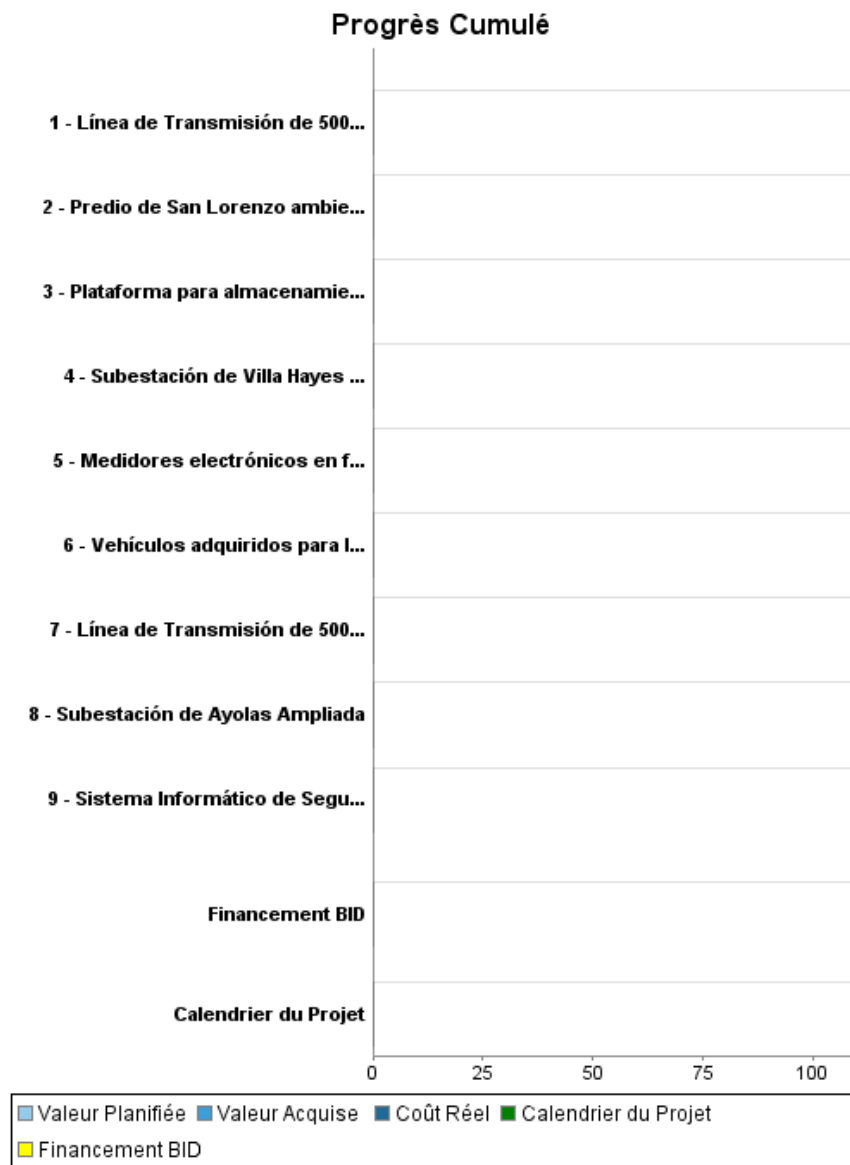 Progrès Cumulé
1 - Línea de Transmisión de 500...
2 - Predio de San Lorenzo ambie...
3 - Plataforma para almacenamie...
4 - Subestación de Villa Hayes ...
5 - Medidores electrónicos en f...
6 - Vehículos adquiridos para l...
7 - Línea de Transmisión de 500...
8 - Subestación de Ayolas Ampliada
9 - Sistema Informático de Segu...
Financement BID
Calendrier du Projet
0 25 50 75 100
Valeur Planifiée Valeur Acquise Coût Réel Calendrier du Projet
Financement BID